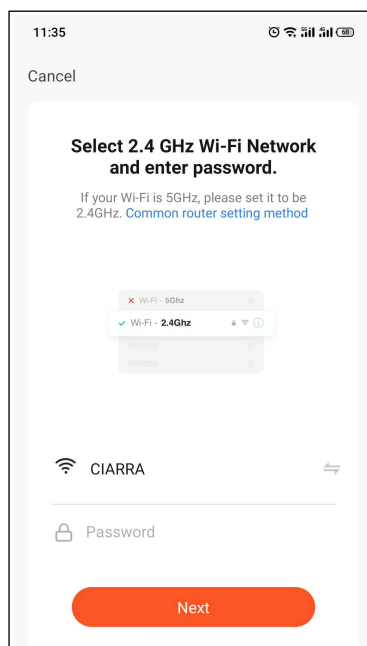 11:35
68
Cancel
Select 2.4 GHz Wi-Fi Network
and enter password.
If your Wi-Fi is 5GHz, please set it to be
2.4GHz. Common router setting method
Wi-Fi - 5Ghz
Wi-Fi - 2.4Ghz
CIARRA
Password
Next